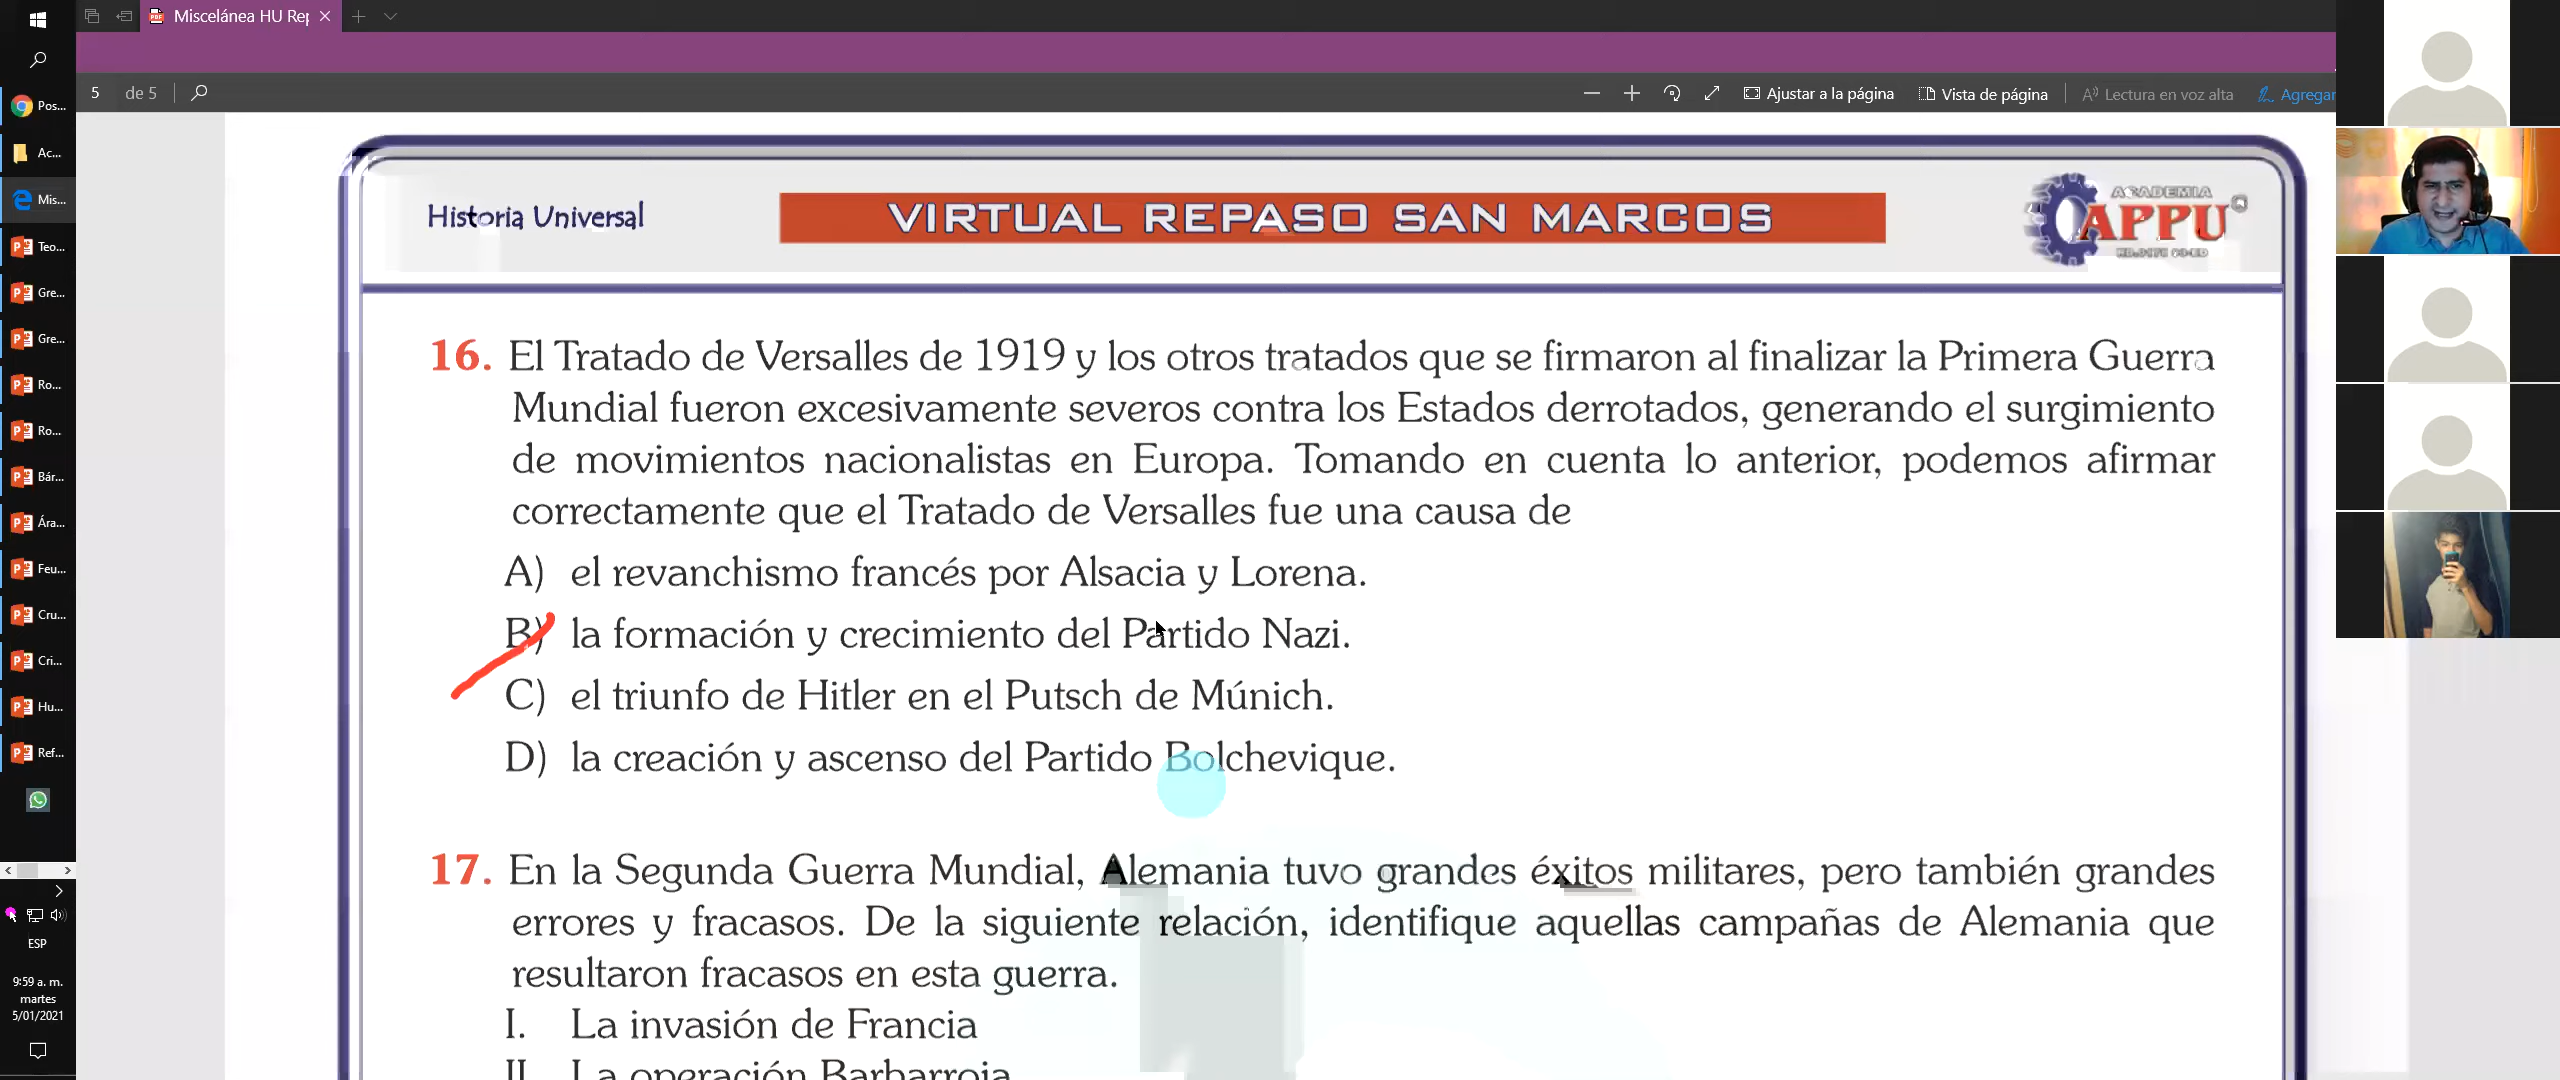 Miscelánea HU Rep
5 de 5
Ajustar a la página
Vista de página
Lectura en voz alta
Agregar
Pos...
Ac...
Mis...
Teo...
Gre...
Gre...
Ro...
Ro...
Bár...
Ára...
Feu...
Cru...
Cri...
Hu...
Ref...
ESP
9:59 a. m.
martes
5/01/2021
Historia Universal
VIRTUAL REPASO SAN MARCOS
ACADEMIA
APPU
16. El Tratado de Versalles de 1919 y los otros tratados que se firmaron al finalizar la Primera Guerra
Mundial fueron excesivamente severos contra los Estados derrotados, generando el surgimiento
de movimientos nacionalistas en Europa. Tomando en cuenta lo anterior, podemos afirmar
correctamente que el Tratado de Versalles fue una causa de
A) el revanchismo francés por Alsacia y Lorena.
B) la formación y crecimiento del Partido Nazi.
C) el triunfo de Hitler en el Putsch de Múnich.
D) la creación y ascenso del Partido Bolchevique.
17. En la Segunda Guerra Mundial, Alemania tuvo grandes éxitos militares, pero también grandes
errores y fracasos. De la siguiente relación, identifique aquellas campañas de Alemania que
resultaron fracasos en esta guerra.
I. La invasión de Francia
II. La operación Barbarroja